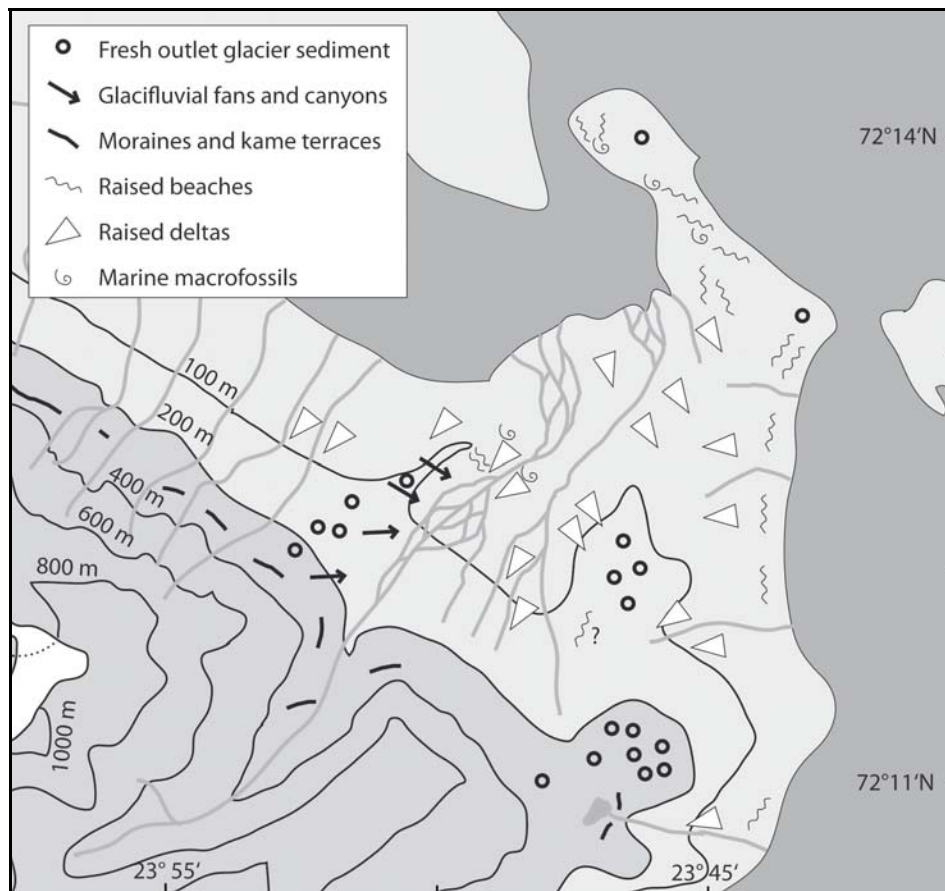 Fresh outlet glacier sediment
Glacifluvial fans and canyons
Moraines and kame terraces
Raised beaches
Raised deltas
Marine macrofossils
72°14‘N
100 m
200 m
400 m
600 m
800 m
1000 m
?
72°11‘N
23° 55‘
23° 45‘